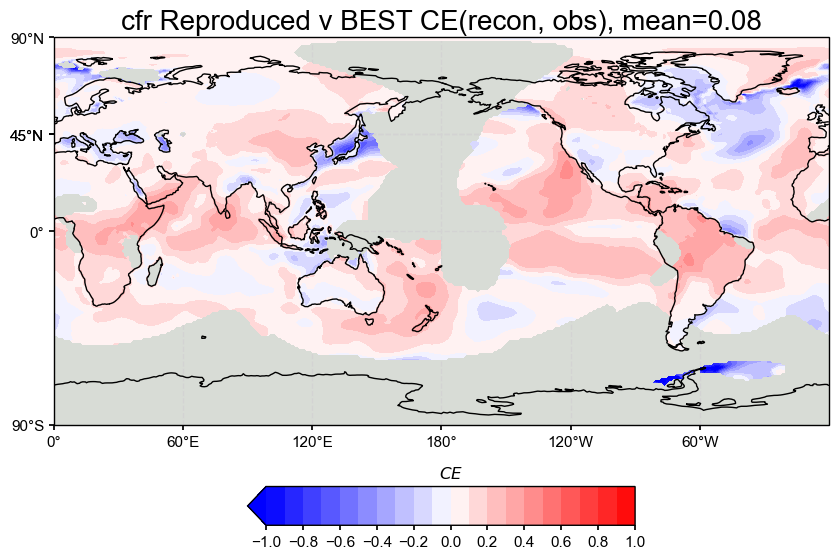 cfr Reproduced v BEST CE(recon, obs), mean=0.08
90°N
45°N
0°
90°S
0° 60°E 120°E 180° 120°W 60°W
CE
−1.0 −0.8 −0.6 −0.4 −0.2 0.0 0.2 0.4 0.6 0.8 1.0